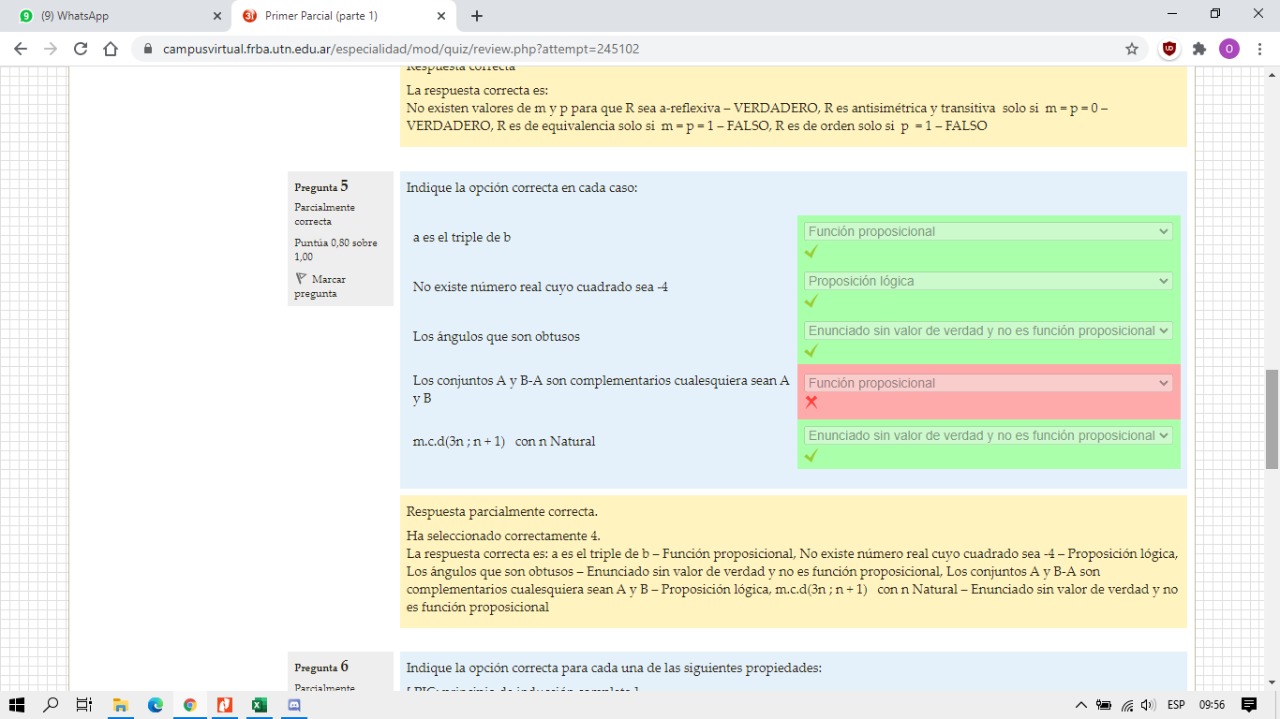 (9) WhatsApp
Primer Parcial (parte 1)
campusvirtual.frba.utn.edu.ar/especialidad/mod/quiz/review.php?attempt=245102
Respuesta correcta
La respuesta correcta es:
No existen valores de m y p para que R sea a-reflexiva – VERDADERO, R es antisimétrica y transitiva solo si m = p = 0 –
VERDADERO, R es de equivalencia solo si m = p = 1 – FALSO, R es de orden solo si p = 1 – FALSO
Pregunta 5
Parcialmente
correcta
Puntúa 0,80 sobre
1,00
Marcar
pregunta
Indique la opción correcta en cada caso:
a es el triple de b
Función proposicional
No existe número real cuyo cuadrado sea -4
Proposición lógica
Los ángulos que son obtusos
Enunciado sin valor de verdad y no es función proposicional
Los conjuntos A y B-A son complementarios cualesquiera sean A
y B
Función proposicional
m.c.d(3n ; n + 1) con n Natural
Enunciado sin valor de verdad y no es función proposicional
Respuesta parcialmente correcta.
Ha seleccionado correctamente 4.
La respuesta correcta es: a es el triple de b – Función proposicional, No existe número real cuyo cuadrado sea -4 – Proposición lógica,
Los ángulos que son obtusos – Enunciado sin valor de verdad y no es función proposicional, Los conjuntos A y B-A son
complementarios cualesquiera sean A y B – Proposición lógica, m.c.d(3n ; n + 1) con n Natural – Enunciado sin valor de verdad y no
es función proposicional
Pregunta 6
Parcialmente
Indique la opción correcta para cada una de las siguientes propiedades:
[ PIC: principio de inducción completa ]
ESP
09:56